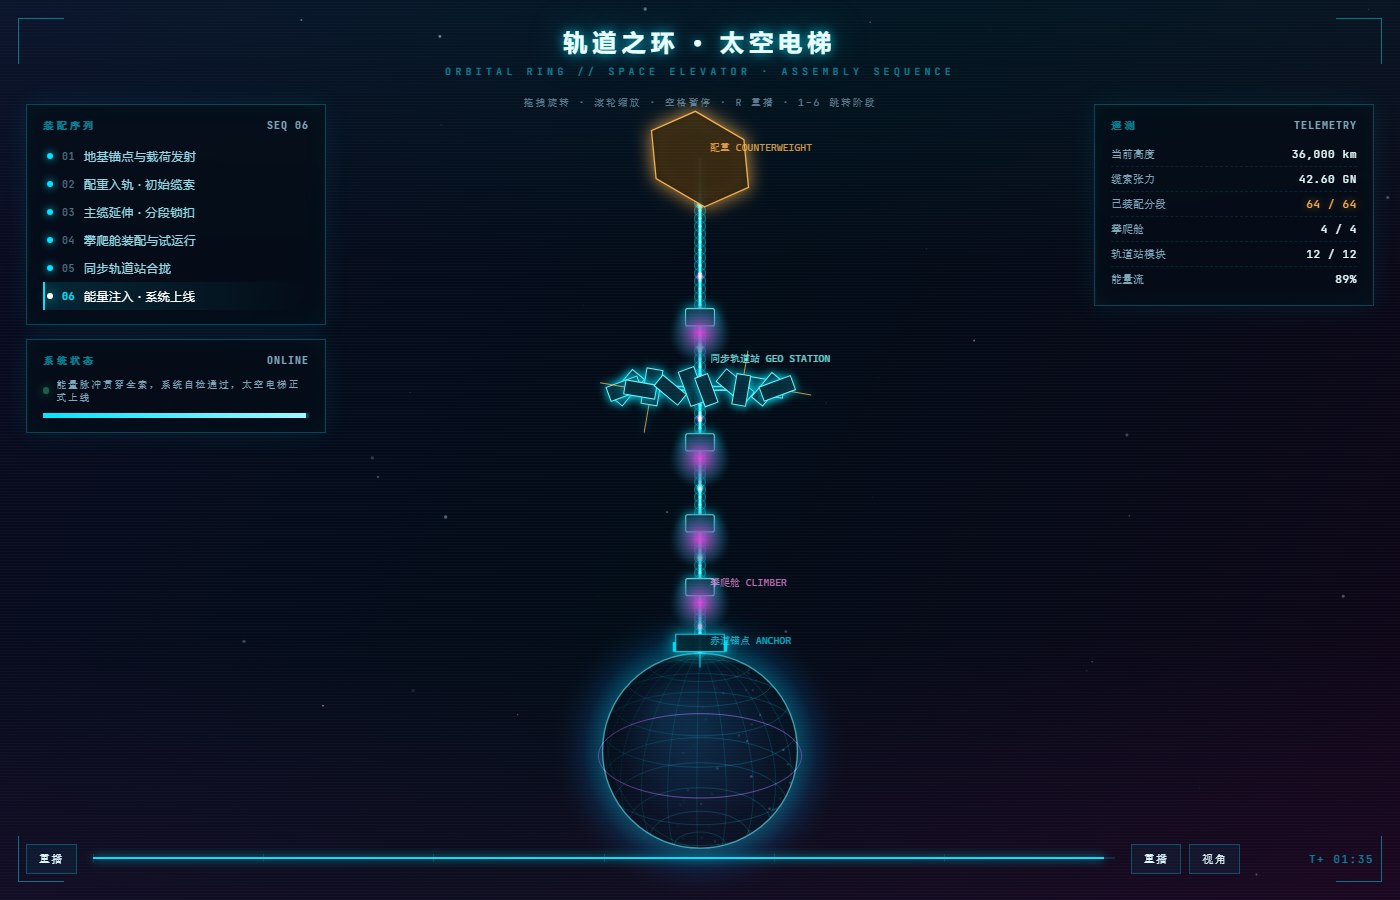 轨道之环 · 太空电梯
ORBITAL RING // SPACE ELEVATOR · ASSEMBLY SEQUENCE
拖拽旋转 · 滚轮缩放 · 空格暂停 · R 重播 · 1-6 跳转阶段
装配序列 SEQ 06
01 地基锚点与载荷发射
02 配重入轨 · 初始缆索
03 主缆延伸 · 分段锁扣
04 攀爬舱装配与试运行
05 同步轨道站合拢
06 能量注入 · 系统上线
系统状态 ONLINE
能量脉冲贯穿全索，系统自检通过，太空电梯正
式上线
遥测 TELEMETRY
当前高度 36,000 km
缆索张力 42.60 GN
已装配分段 64 / 64
攀爬舱 4 / 4
轨道站模块 12 / 12
能量流 89%
配重 COUNTERWEIGHT
同步轨道站 GEO STATION
攀爬舱 CLIMBER
赤道锚点 ANCHOR
重播
重播 视角 T+ 01:35